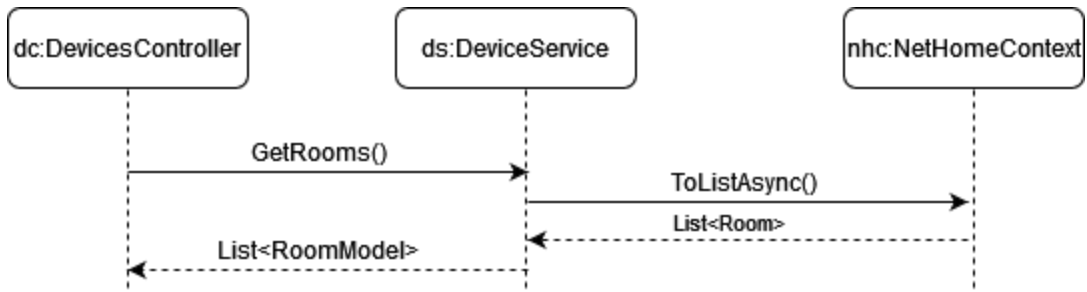 dc:DevicesController
ds:DeviceService
nhc:NetHomeContext
GetRooms()
ToListAsync()
List<Room>
List<RoomModel>